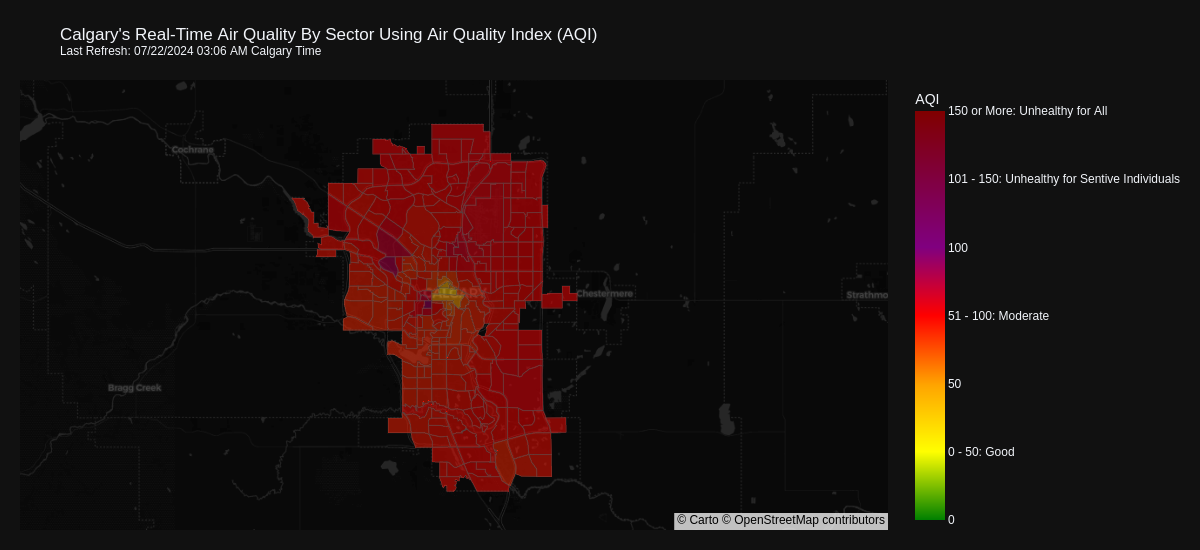 Calgary's Real-Time Air Quality By Sector Using Air Quality Index (AQI)
Last Refresh: 07/22/2024 03:06 AM Calgary Time
AQI
150 or More: Unhealthy for All
101 - 150: Unhealthy for Sentive Individuals
100
51 - 100: Moderate
50
0 - 50: Good
0
Cochrane
CALGARY
Chestermere
Strathmo
Bragg Creek
© Carto © OpenStreetMap contributors